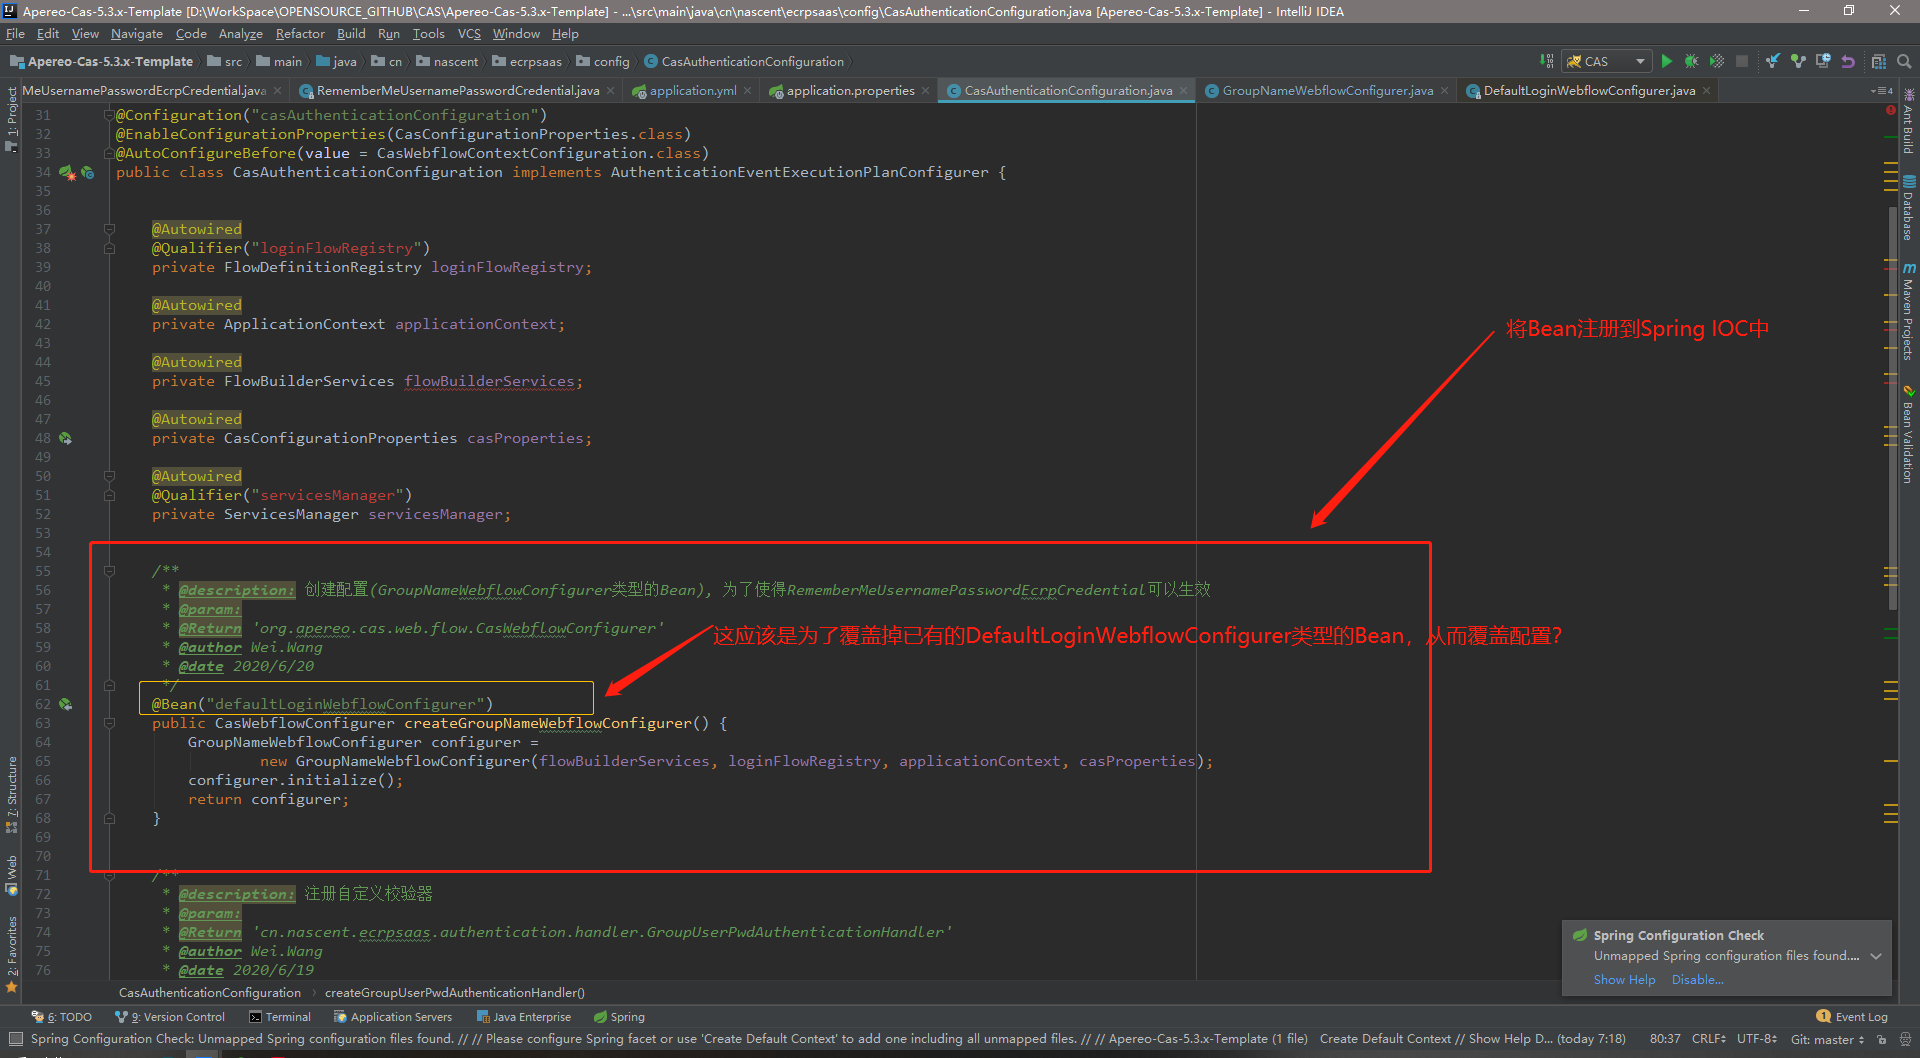 Apereo-Cas-5.3.x-Template [D:\WorkSpace\OPENSOURCE_GITHUB\CAS\Apereo-Cas-5.3.x-Template] - ...\src\main\java\cn\nascent\ecrpsaas\config\CasAuthenticationConfiguration.java [Apereo-Cas-5.3.x-Template] - IntelliJ IDEA
File Edit View Navigate Code Analyze Refactor Build Run Tools VCS Window Help
Apereo-Cas-5.3.x-Template src main java cn nascent ecrpsaas config CasAuthenticationConfiguration CAS
MeUsernamePasswordEcrpCredential.java RememberMeUsernamePasswordCredential.java application.yml application.properties CasAuthenticationConfiguration.java GroupNameWebflowConfigurer.java DefaultLoginWebflowConfigurer.java 4
31 @Configuration("casAuthenticationConfiguration")
32 @EnableConfigurationProperties(CasConfigurationProperties.class)
33 @AutoConfigureBefore(value = CasWebflowContextConfiguration.class)
34 public class CasAuthenticationConfiguration implements AuthenticationEventExecutionPlanConfigurer {
35
36
37 @Autowired
38 @Qualifier("loginFlowRegistry")
39 private FlowDefinitionRegistry loginFlowRegistry;
40
41 @Autowired
42 private ApplicationContext applicationContext;
43
44 @Autowired
45 private FlowBuilderServices flowBuilderServices;
46
47 @Autowired
48 private CasConfigurationProperties casProperties;
49
50 @Autowired
51 @Qualifier("servicesManager")
52 private ServicesManager servicesManager;
53
54
55 /**
56 * @description: 创建配置(GroupNameWebflowConfigurer类型的Bean), 为了使得RememberMeUsernamePasswordEcrpCredential可以生效
57 * @param:
58 * @Return 'org.apereo.cas.web.flow.CasWebflowConfigurer'
59 * @author Wei.Wang
60 * @date 2020/6/20
61 */
62 @Bean("defaultLoginWebflowConfigurer")
63 public CasWebflowConfigurer createGroupNameWebflowConfigurer() {
64 GroupNameWebflowConfigurer configurer =
65 new GroupNameWebflowConfigurer(flowBuilderServices, loginFlowRegistry, applicationContext, casProperties);
66 configurer.initialize();
67 return configurer;
68 }
69
70
71 /**
72 * @description: 注册自定义校验器
73 * @param:
74 * @Return 'cn.nascent.ecrpsaas.authentication.handler.GroupUserPwdAuthenticationHandler'
75 * @author Wei.Wang
76 * @date 2020/6/19
将Bean注册到Spring IOC中
这应该是为了覆盖掉已有的DefaultLoginWebflowConfigurer类型的Bean，从而覆盖配置?
1: Project
7: Structure
Web
2: Favorites
Ant Build
Database
m Maven Projects
Bean Validation
Spring Configuration Check
Unmapped Spring configuration files found....
Show Help Disable...
CasAuthenticationConfiguration createGroupUserPwdAuthenticationHandler()
6: TODO 9: Version Control Terminal Application Servers Java Enterprise Spring 1 Event Log
Spring Configuration Check: Unmapped Spring configuration files found. // // Please configure Spring facet or use 'Create Default Context' to add one including all unmapped files. // // Apereo-Cas-5.3.x-Template (1 file) Create Default Context // Show Help D... (today 7:18) 80:37 CRLF UTF-8 Git: master